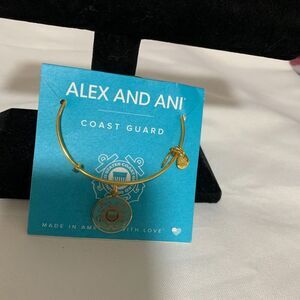 ALEX AND ANI
COAST GUARD
MADE IN AMERICA WITH LOVE